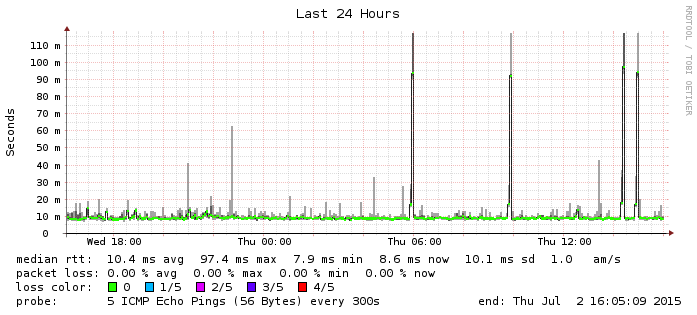 Last 24 Hours
RRDTOOL / TOBI OETIKER
Seconds
110 m
100 m
90 m
80 m
70 m
60 m
50 m
40 m
30 m
20 m
10 m
0
Wed 18:00 Thu 00:00 Thu 06:00 Thu 12:00
median rtt: 10.4 ms avg 97.4 ms max 7.9 ms min 8.6 ms now 10.1 ms sd 1.0 am/s
packet loss: 0.00 % avg 0.00 % max 0.00 % min 0.00 % now
loss color: 0 1/5 2/5 3/5 4/5
probe: 5 ICMP Echo Pings (56 Bytes) every 300s end: Thu Jul 2 16:05:09 2015